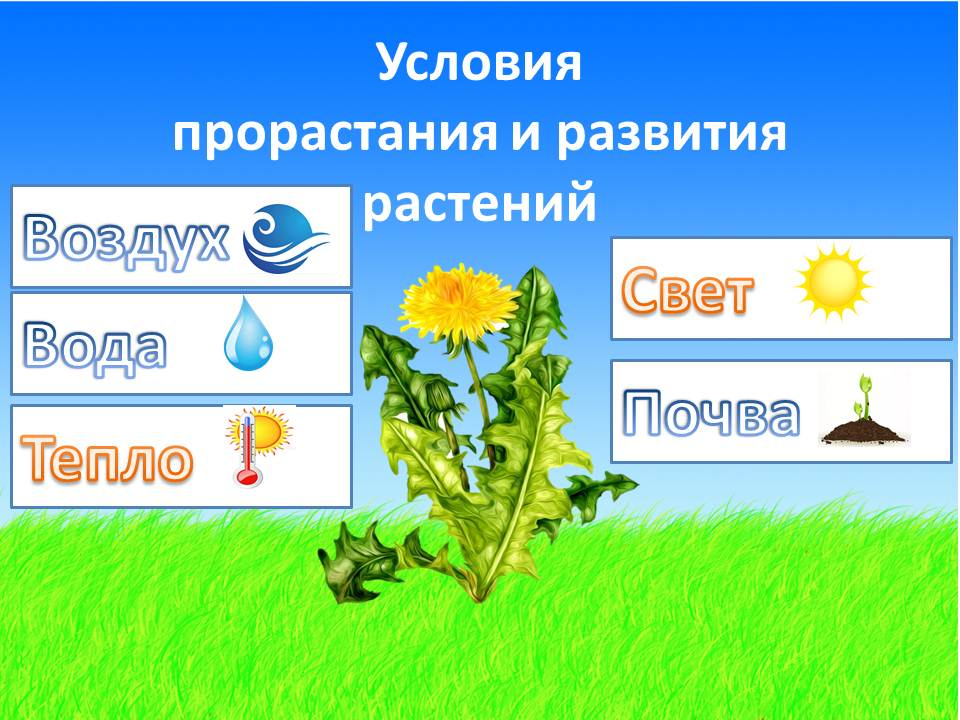 Условия
прорастания и развития
растений
Воздух
Вода
Тепло
Свет
Почва